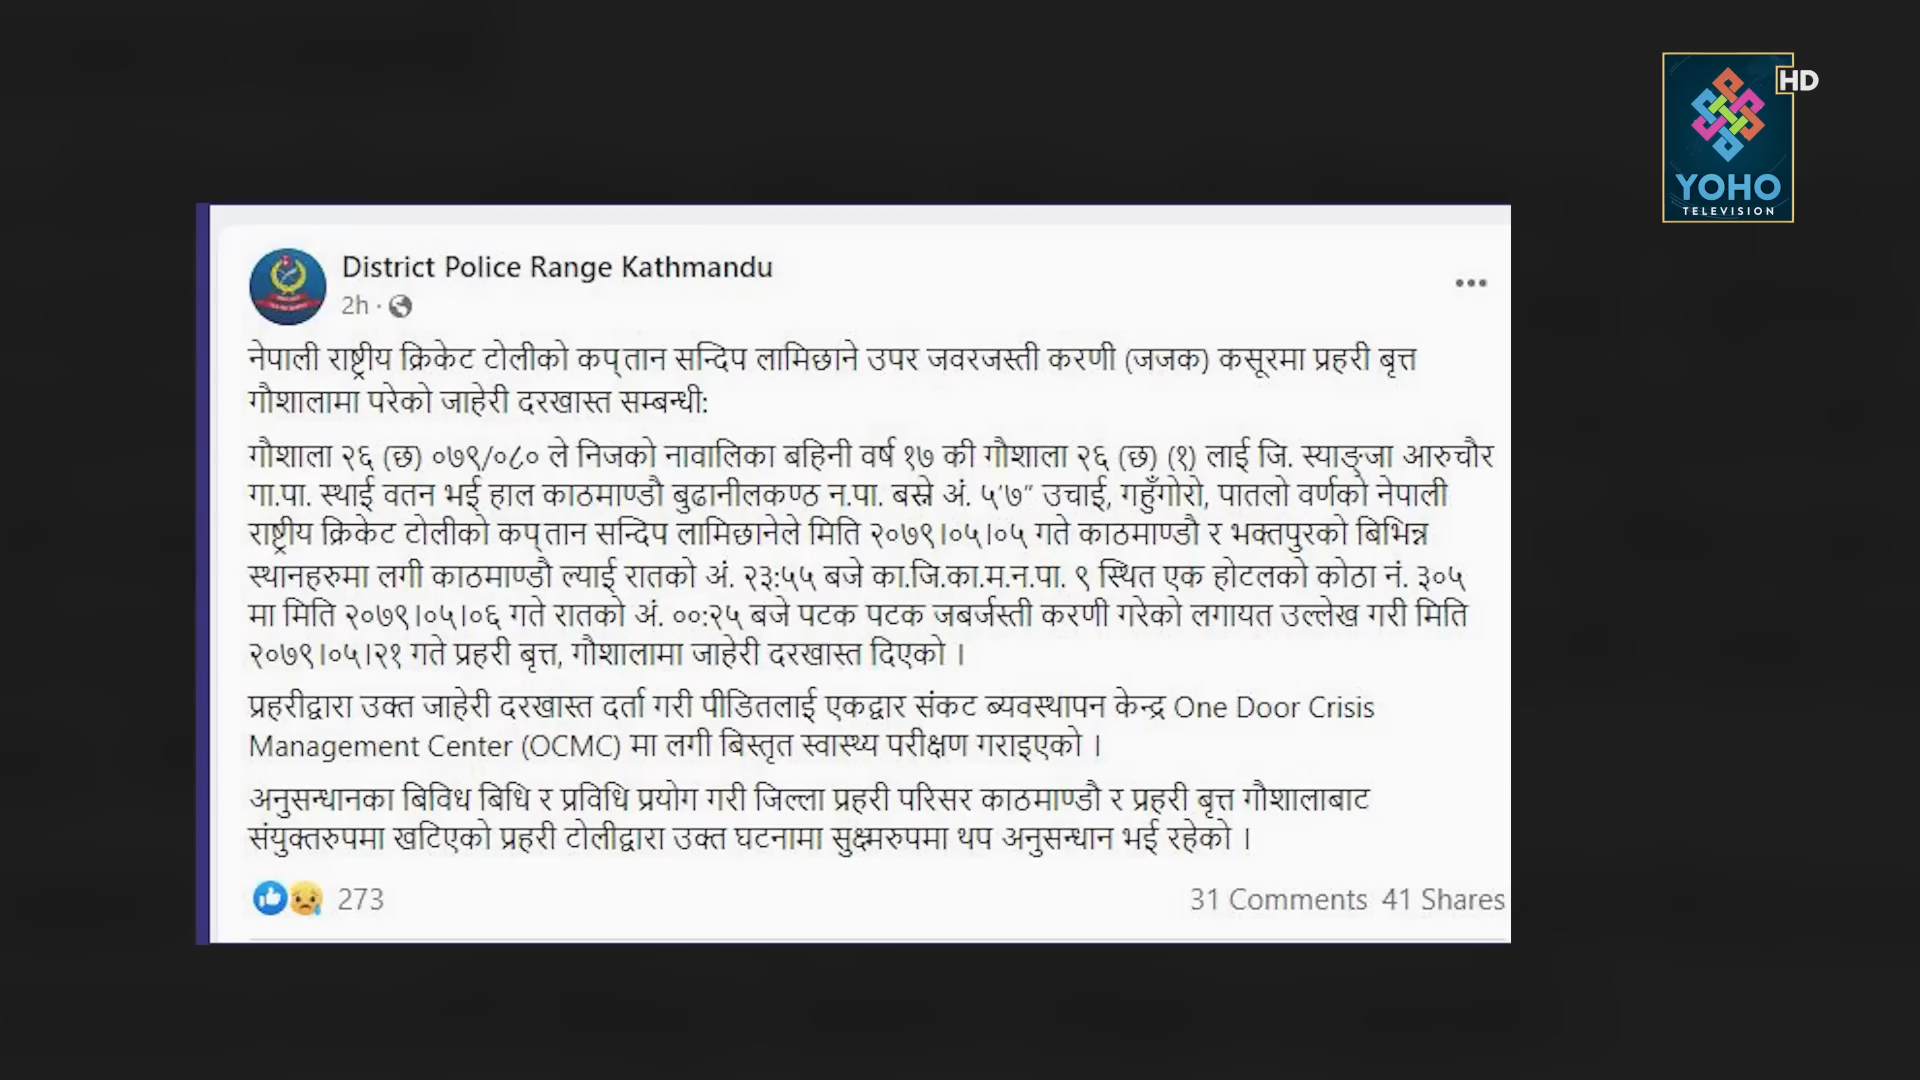 HD
YOHO
TELEVISION
District Police Range Kathmandu
2h ·
नेपाली राष्ट्रीय क्रिकेट टोलीको कप्‌तान सन्दिप लामिछाने उपर जवरजस्ती करणी (जजक) कसूरमा प्रहरी बृत्त
गौशालामा परेको जाहेरी दरखास्त सम्बन्धी:
गौशाला २६ (छ) ०७९/०८० ले निजको नावालिका बहिनी वर्ष १७ की गौशाला २६ (छ) (१) लाई जि. स्याङ्जा आरुचौर
गा.पा. स्थाई वतन भई हाल काठमाण्डौ बुढानीलकण्ठ न.पा. बस्ने अं. ५'७” उचाई, गहुँगोरो, पातलो वर्णको नेपाली
राष्ट्रीय क्रिकेट टोलीको कप्‌तान सन्दिप लामिछानेले मिति २०७९।०५।०५ गते काठमाण्डौ र भक्तपुरको बिभिन्न
स्थानहरुमा लगी काठमाण्डौ ल्याई रातको अं. २३:५५ बजे का.जि.का.म.न.पा. ९ स्थित एक होटलको कोठा नं. ३०५
मा मिति २०७९।०५।०६ गते रातको अं. ००:२५ बजे पटक पटक जबर्जस्ती करणी गरेको लगायत उल्लेख गरी मिति
२०७९।०५।२१ गते प्रहरी बृत्त, गौशालामा जाहेरी दरखास्त दिएको ।
प्रहरीद्वारा उक्त जाहेरी दरखास्त दर्ता गरी पीडितलाई एकद्वार संकट ब्यवस्थापन केन्द्र One Door Crisis
Management Center (OCMC) मा लगी बिस्तृत स्वास्थ्य परीक्षण गराइएको ।
अनुसन्धानका बिविध बिधि र प्रविधि प्रयोग गरी जिल्ला प्रहरी परिसर काठमाण्डौ र प्रहरी बृत्त गौशालाबाट
संयुक्तरुपमा खटिएको प्रहरी टोलीद्वारा उक्त घटनामा सुक्ष्मरुपमा थप अनुसन्धान भई रहेको ।
273
31 Comments 41 Shares